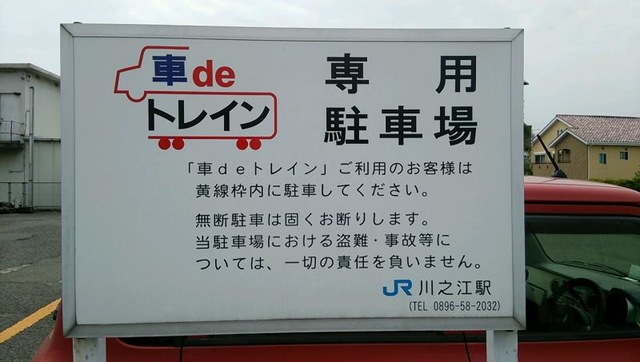 車de
トレイン
専用
駐車場
「車deトレイン」ご利用のお客様は
黄線枠内に駐車してください。
無断駐車は固くお断りします。
当駐車場における盗難・事故等に
ついては、一切の責任を負いません。
JR川之江駅
(TEL 0896-58-2032)